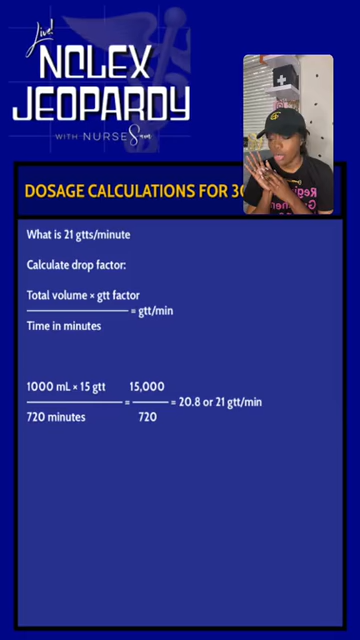 Live!
NCLEX
JEOPARDY
WITH NURSE Sam
DOSAGE CALCULATIONS FOR
What is 21 gtts/minute
Calculate drop factor:
Total volume × gtt factor
= gtt/min
Time in minutes
1000 mL × 15 gtt 15,000
= = 20.8 or 21 gtt/min
720 minutes 720